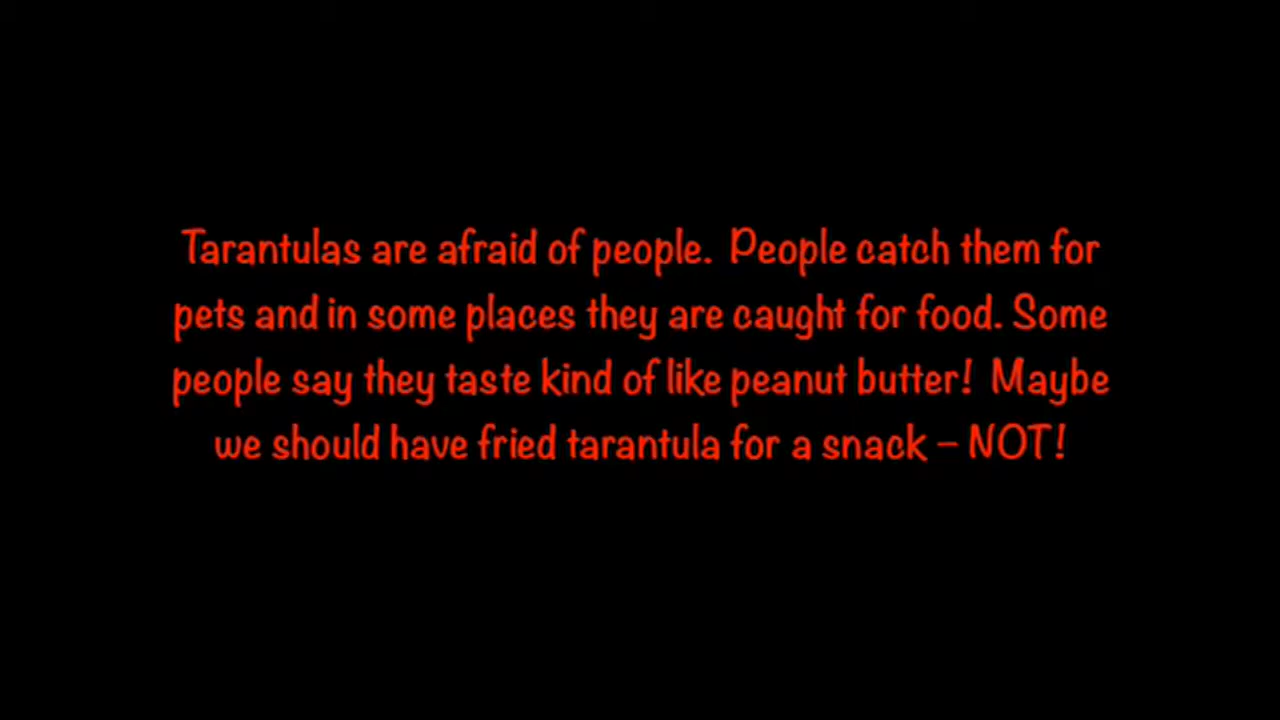 Tarantulas are afraid of people.  People catch them for
pets and in some places they are caught for food. Some
people say they taste kind of like peanut butter!  Maybe
we should have fried tarantula for a snack – NOT!